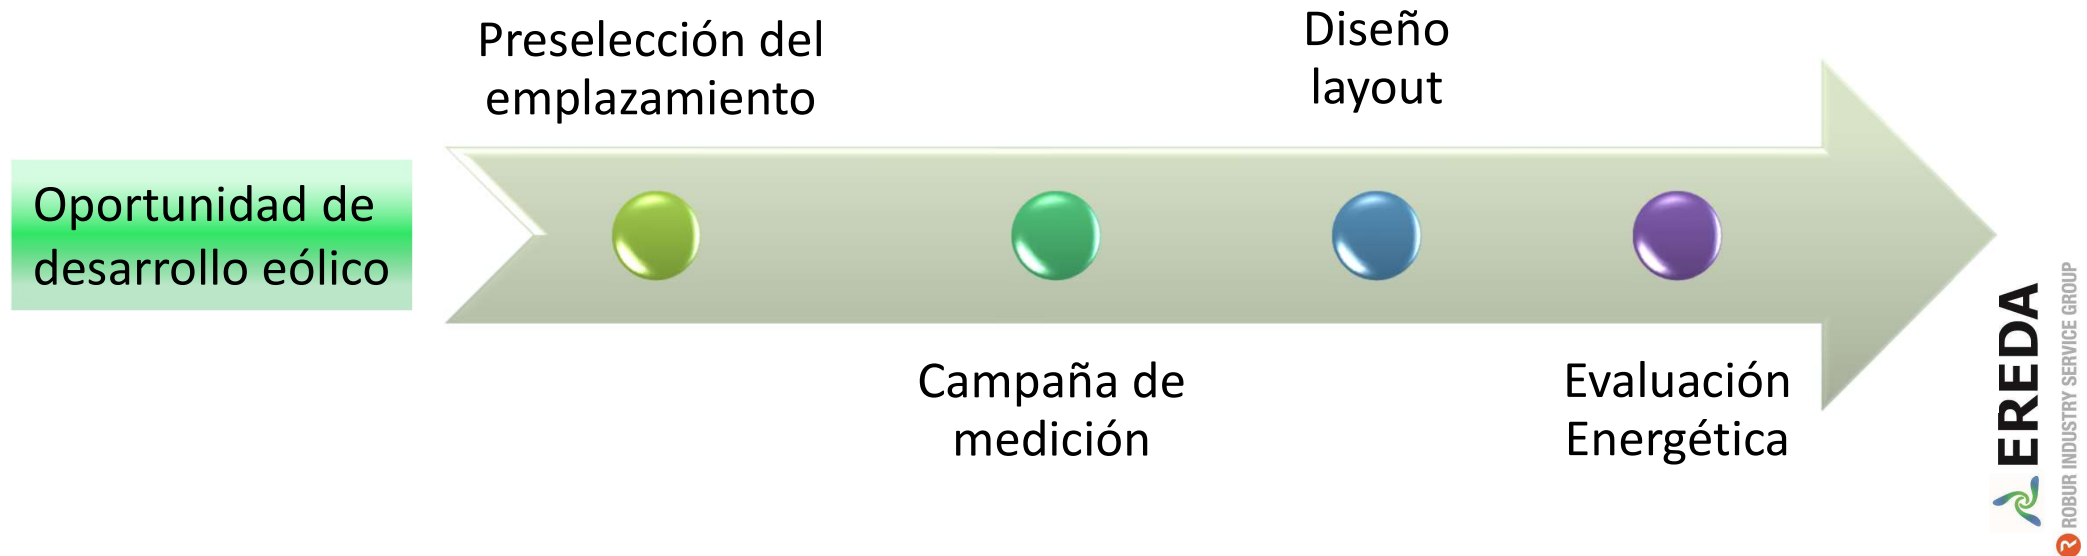 Preselección del
emplazamiento
Diseño
layout
Oportunidad de
desarrollo eólico
Campaña de
medición
Evaluación
Energética
EREDA
ROBUR INDUSTRY SERVICE GROUP